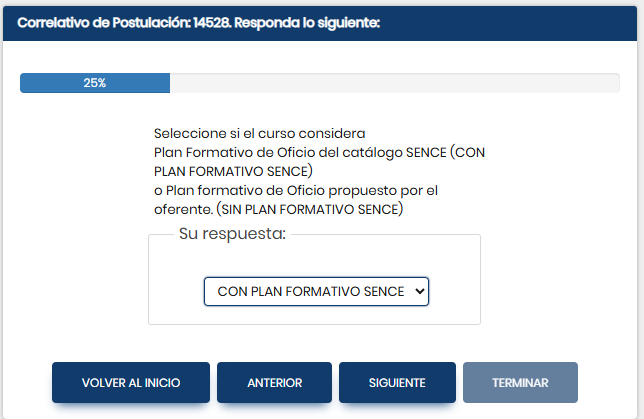 Correlativo de Postulación: 14528. Responda lo siguiente:
25%
Seleccione si el curso considera
Plan Formativo de Oficio del catálogo SENCE (CON
PLAN FORMATIVO SENCE)
o Plan formativo de Oficio propuesto por el
oferente. (SIN PLAN FORMATIVO SENCE)
Su respuesta:
CON PLAN FORMATIVO SENCE
VOLVER AL INICIO ANTERIOR SIGUIENTE TERMINAR